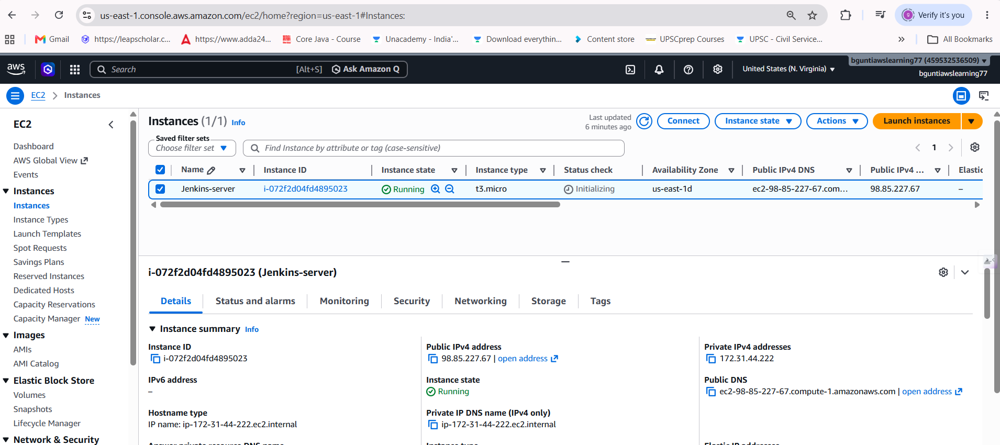 us-east-1.console.aws.amazon.com/ec2/home?region=us-east-1#Instances:
Verify it's you
Gmail
https://leapscholar.c...
https://www.adda24...
Core Java - Course
Unacademy - India'...
Download everythin...
Content store
UPSCprep Courses
UPSC - Civil Service...
All Bookmarks
aws
Search
[Alt+S]
Ask Amazon Q
United States (N. Virginia)
bguntiawslearning77 (459532536509)
bguntiawslearning77
EC2
Instances
EC2
Dashboard
AWS Global View
Events
Instances
Instances
Instance Types
Launch Templates
Spot Requests
Savings Plans
Reserved Instances
Dedicated Hosts
Capacity Reservations
Capacity Manager New
Images
AMIs
AMI Catalog
Elastic Block Store
Volumes
Snapshots
Lifecycle Manager
Network & Security
Instances (1/1) Info
Last updated
6 minutes ago
Connect
Instance state
Actions
Launch instances
Saved filter sets
Choose filter set
Find Instance by attribute or tag (case-sensitive)
1
Name Instance ID Instance state Instance type Status check Availability Zone Public IPv4 DNS Public IPv4 ... Elastic
Jenkins-server i-072f2d04fd4895023 Running t3.micro Initializing us-east-1d ec2-98-85-227-67.com... 98.85.227.67 –
i-072f2d04fd4895023 (Jenkins-server)
Details
Status and alarms
Monitoring
Security
Networking
Storage
Tags
Instance summary Info
Instance ID
i-072f2d04fd4895023
Public IPv4 address
98.85.227.67 | open address
Private IPv4 addresses
172.31.44.222
IPv6 address
–
Instance state
Running
Public DNS
ec2-98-85-227-67.compute-1.amazonaws.com | open address
Hostname type
IP name: ip-172-31-44-222.ec2.internal
Private IP DNS name (IPv4 only)
ip-172-31-44-222.ec2.internal
Answer private resource DNS name
Instance type
Elastic IP addresses